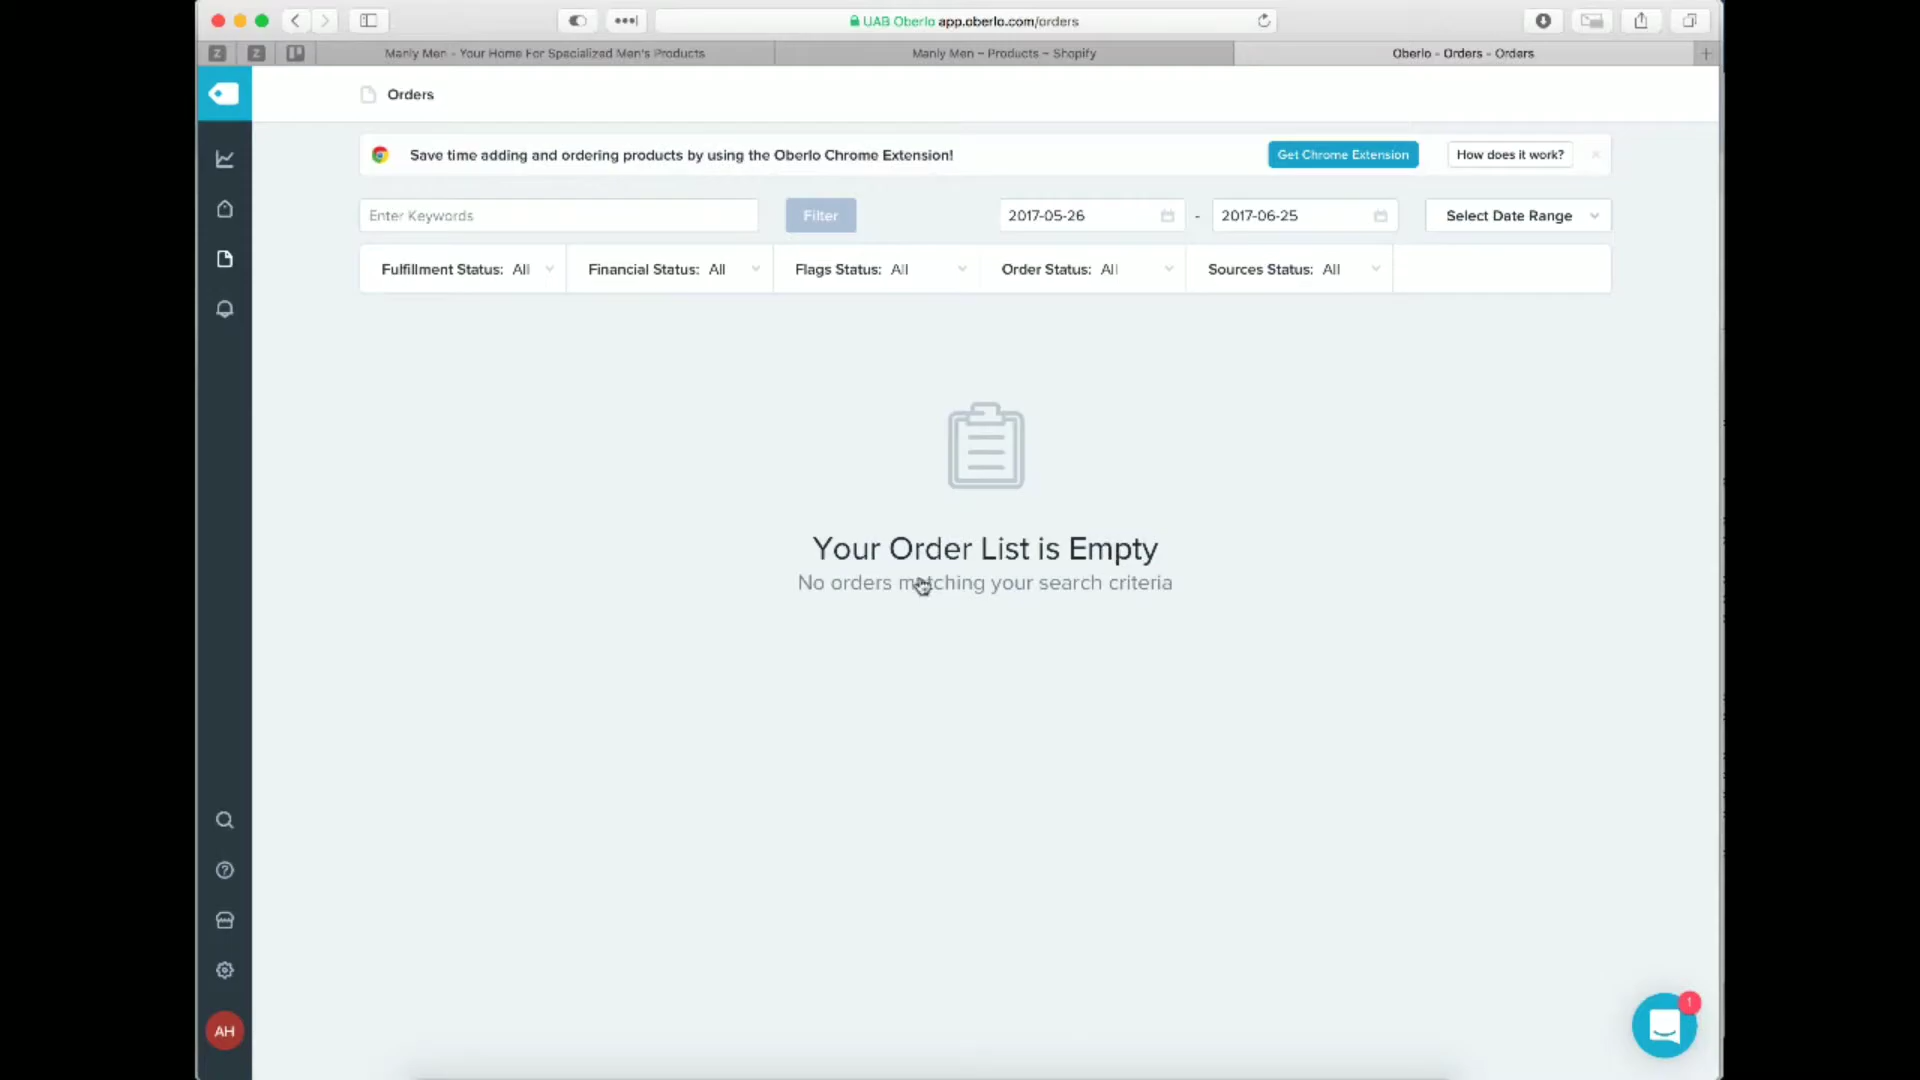 UAB Oberlo app.oberlo.com/orders
Z Z Manly Men - Your Home For Specialized Men's Products Manly Men ~ Products ~ Shopify Oberlo - Orders - Orders
Orders
Save time adding and ordering products by using the Oberlo Chrome Extension! Get Chrome Extension How does it work?
Enter Keywords Filter 2017-05-26 - 2017-06-25 Select Date Range
Fulfillment Status: All Financial Status: All Flags Status: All Order Status: All Sources Status: All
Your Order List is Empty
No orders matching your search criteria
AH
1